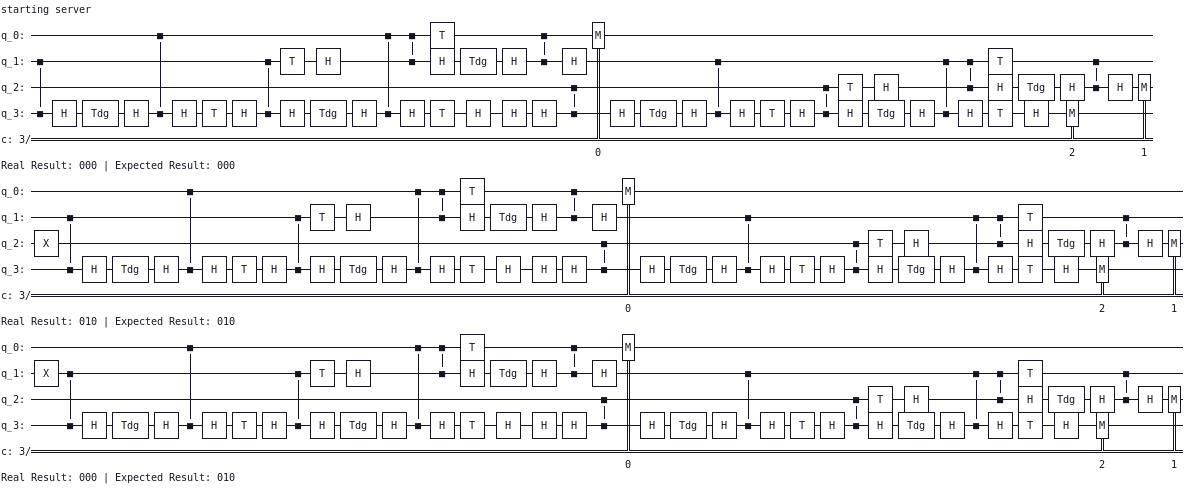 starting server
q_0: T M
q_1: T H H Tdg H H T
q_2: T H H Tdg H H M
q_3: H Tdg H H T H H Tdg H H T H H H H Tdg H H T H H Tdg H H T H M
c: 3/
0 2 1
Real Result: 000 | Expected Result: 000
q_0: T M
q_1: T H H Tdg H H T
q_2: X T H H Tdg H H M
q_3: H Tdg H H T H H Tdg H H T H H H H Tdg H H T H H Tdg H H T H M
c: 3/
0 2 1
Real Result: 010 | Expected Result: 010
q_0: T M
q_1: X T H H Tdg H H T
q_2: T H H Tdg H H M
q_3: H Tdg H H T H H Tdg H H T H H H H Tdg H H T H H Tdg H H T H M
c: 3/
0 2 1
Real Result: 000 | Expected Result: 010